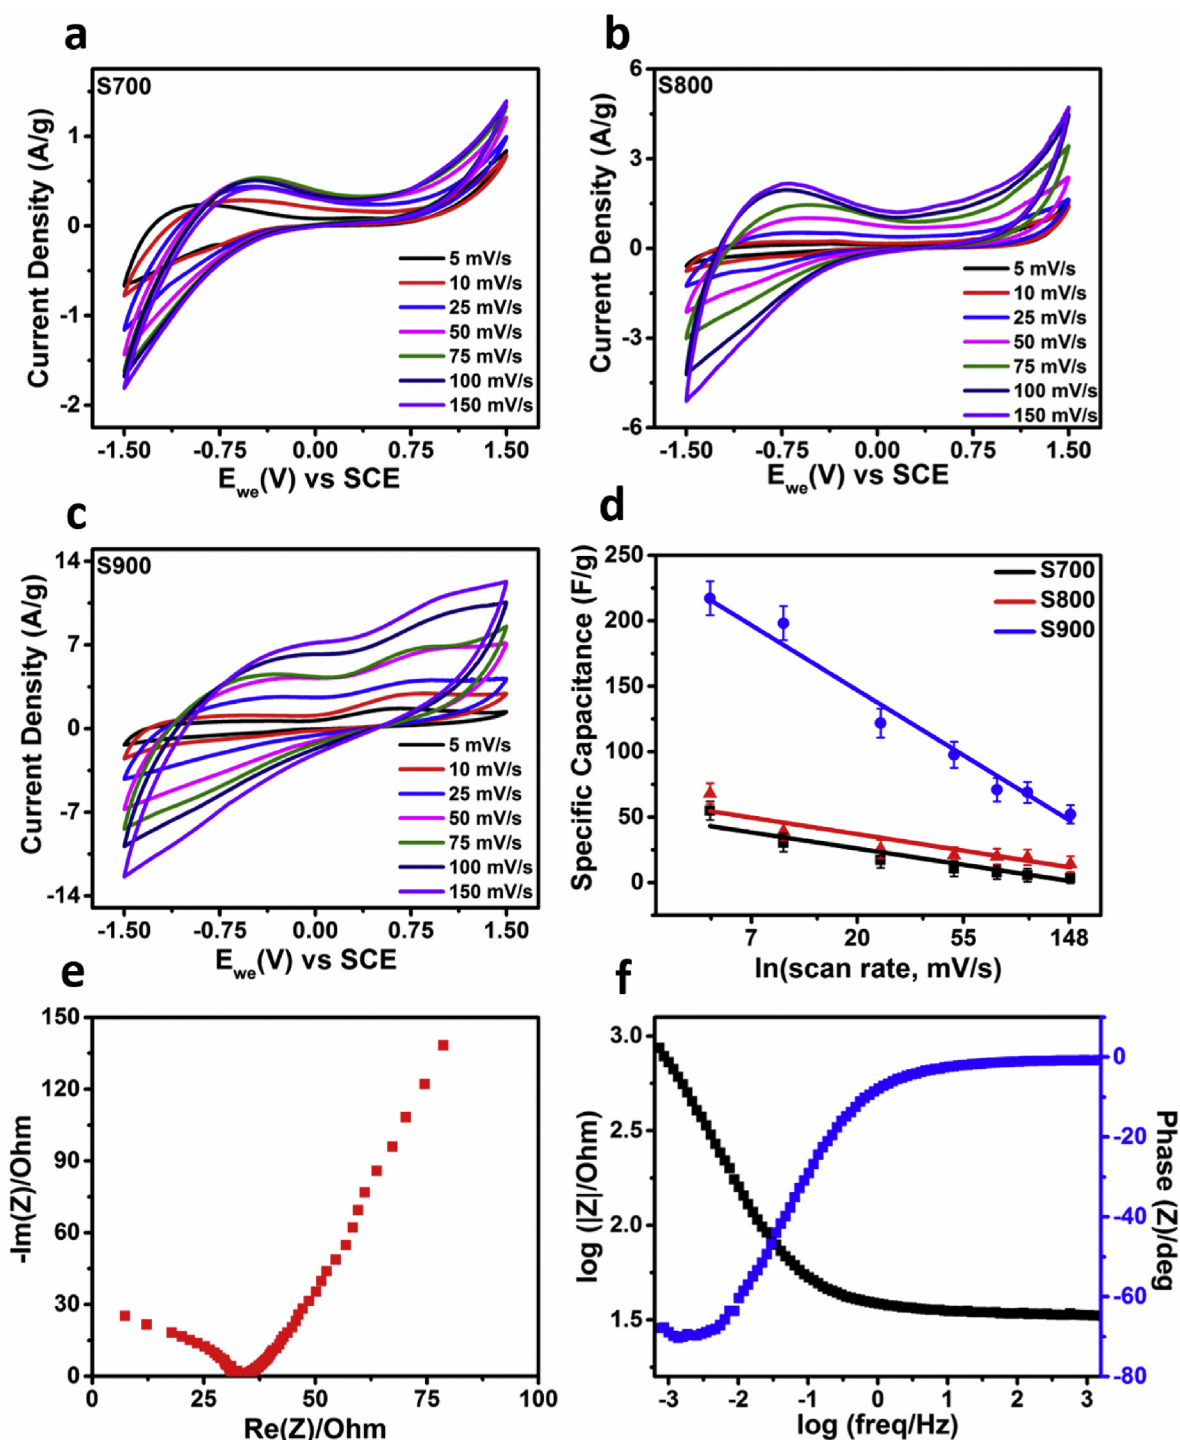 a
S700
Current Density (A/g)
1
0
-1
-2
5 mV/s
10 mV/s
25 mV/s
50 mV/s
75 mV/s
100 mV/s
150 mV/s
-1.50 -0.75 0.00 0.75 1.50
Ewe(V) vs SCE
b
S800
Current Density (A/g)
6
3
0
-3
-6
5 mV/s
10 mV/s
25 mV/s
50 mV/s
75 mV/s
100 mV/s
150 mV/s
-1.50 -0.75 0.00 0.75 1.50
Ewe(V) vs SCE
c
S900
Current Density (A/g)
14
7
0
-7
-14
5 mV/s
10 mV/s
25 mV/s
50 mV/s
75 mV/s
100 mV/s
150 mV/s
-1.50 -0.75 0.00 0.75 1.50
Ewe(V) vs SCE
d
Specific Capacitance (F/g)
250
200
150
100
50
0
S700
S800
S900
7 20 55 148
ln(scan rate, mV/s)
e
-Im(Z)/Ohm
150
120
90
60
30
0
0 25 50 75 100
Re(Z)/Ohm
f
log (|Z|/Ohm)
3.0
2.5
2.0
1.5
0
-20
-40
-60
-80
Phase (Z)/deg
-3 -2 -1 0 1 2 3
log (freq/Hz)